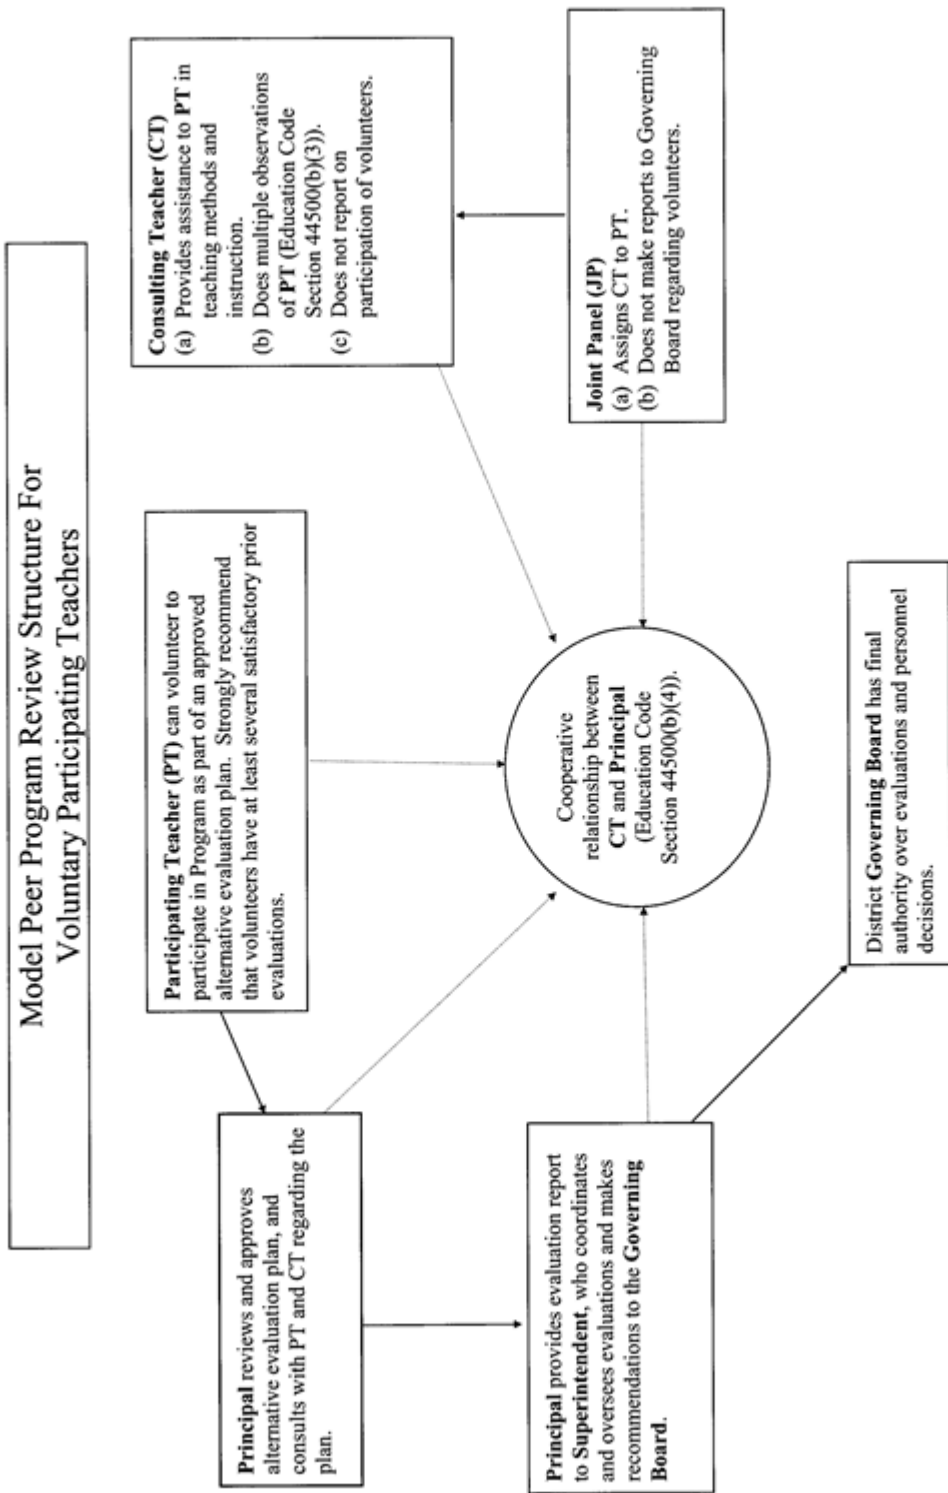 Model Peer Program Review Structure For
Voluntary Participating Teachers
Principal reviews and approves
alternative evaluation plan, and
consults with PT and CT regarding the
plan.
Participating Teacher (PT) can volunteer to
participate in Program as part of an approved
alternative evaluation plan. Strongly recommend
that volunteers have at least several satisfactory prior
evaluations.
Consulting Teacher (CT)
(a) Provides assistance to PT in
teaching methods and
instruction.
(b) Does multiple observations
of PT (Education Code
Section 44500(b)(3)).
(c) Does not report on
participation of volunteers.
Principal provides evaluation report
to Superintendent, who coordinates
and oversees evaluations and makes
recommendations to the Governing
Board.
Cooperative
relationship between
CT and Principal
(Education Code
Section 44500(b)(4)).
Joint Panel (JP)
(a) Assigns CT to PT.
(b) Does not make reports to Governing
Board regarding volunteers.
District Governing Board has final
authority over evaluations and personnel
decisions.